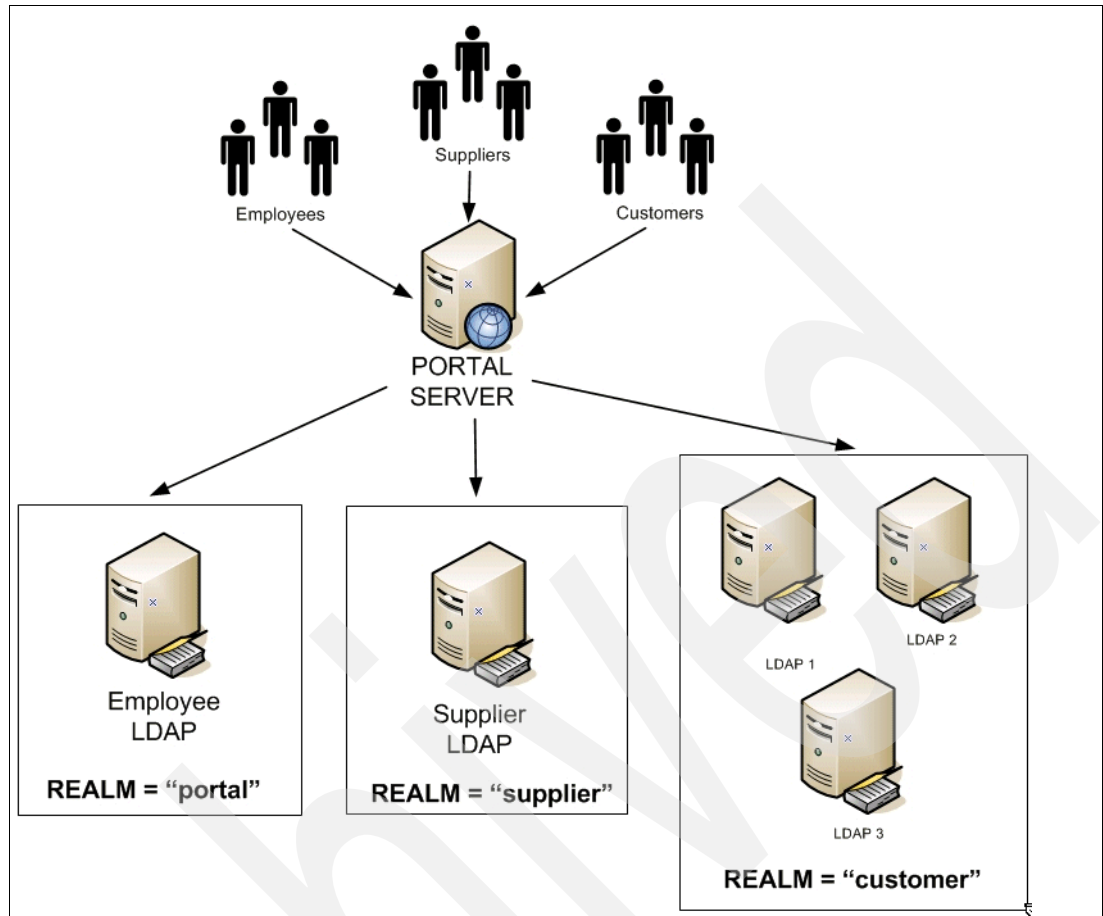 Suppliers
Employees
Customers
PORTAL
SERVER
Employee
LDAP
REALM = “portal”
Supplier
LDAP
REALM = “supplier”
LDAP 1
LDAP 2
LDAP 3
REALM = “customer”
hived